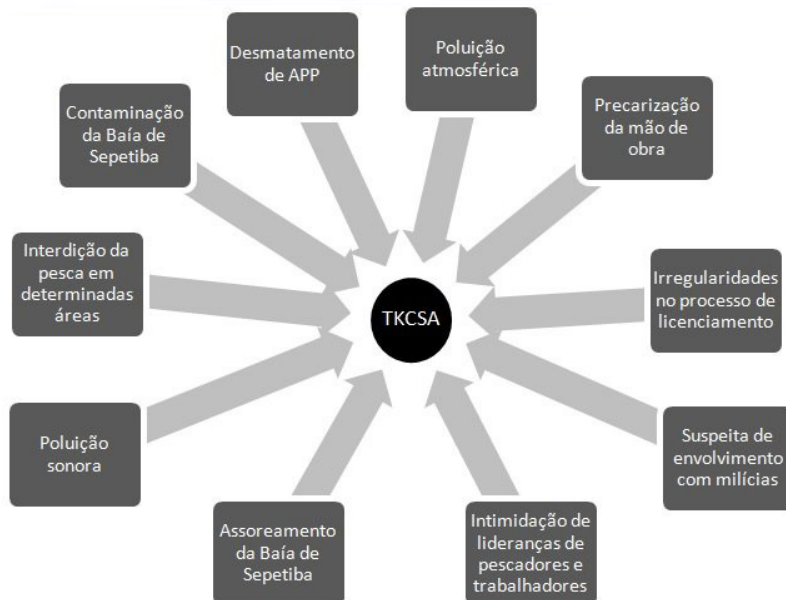 Desmatamento
de APP
Poluição
atmosférica
Contaminação
da Baía de
Sepetiba
Precarização
da mão de
obra
Interdição da
pesca em
determinadas
áreas
TKCSA
Irregularidades
no processo de
licenciamento
Poluição
sonora
Suspeita de
envolvimento
com milícias
Assoreamento
da Baía de
Sepetiba
Intimidação de
lideranças de
pescadores e
trabalhadores